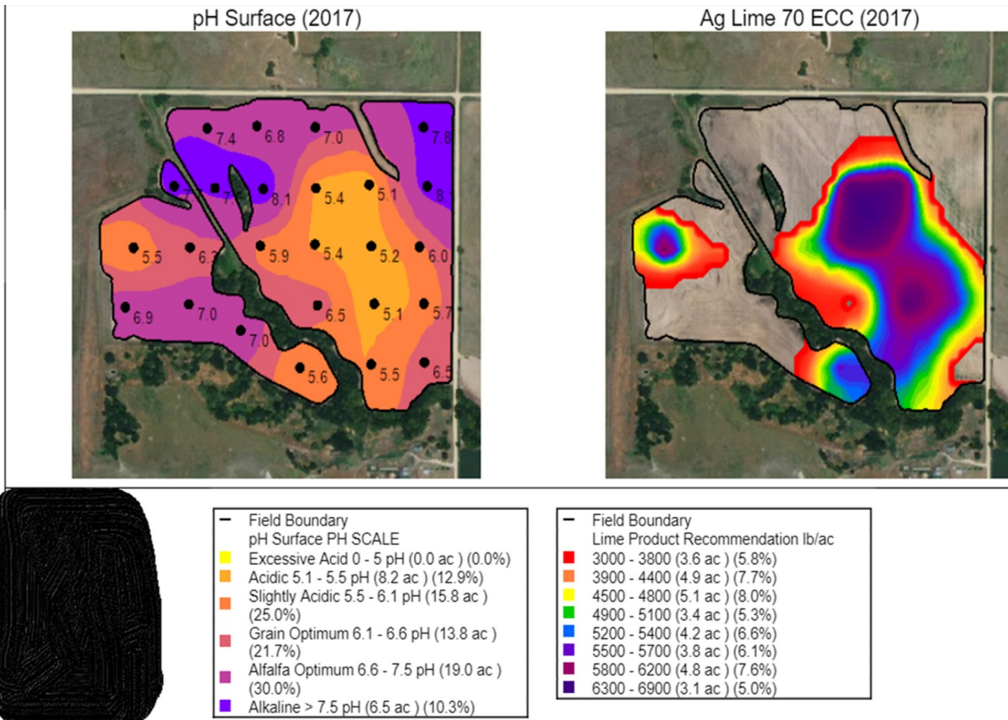 pH Surface (2017)
Ag Lime 70 ECC (2017)
7.4
6.8
7.0
7.8
8.1
5.4
5.1
5.5
5.9
5.4
5.2
6.0
6.9
7.0
6.5
5.1
5.7
7.0
5.6
5.5
6.5
Field Boundary
pH Surface PH SCALE
Excessive Acid 0 - 5 pH (0.0 ac ) (0.0%)
Acidic 5.1 - 5.5 pH (8.2 ac ) (12.9%)
Slightly Acidic 5.5 - 6.1 pH (15.8 ac )
(25.0%)
Grain Optimum 6.1 - 6.6 pH (13.8 ac )
(21.7%)
Alfalfa Optimum 6.6 - 7.5 pH (19.0 ac )
(30.0%)
Alkaline > 7.5 pH (6.5 ac ) (10.3%)
Field Boundary
Lime Product Recommendation lb/ac
3000 - 3800 (3.6 ac ) (5.8%)
3900 - 4400 (4.9 ac ) (7.7%)
4500 - 4800 (5.1 ac ) (8.0%)
4900 - 5100 (3.4 ac ) (5.3%)
5200 - 5400 (4.2 ac ) (6.6%)
5500 - 5700 (3.8 ac ) (6.1%)
5800 - 6200 (4.8 ac ) (7.6%)
6300 - 6900 (3.1 ac ) (5.0%)